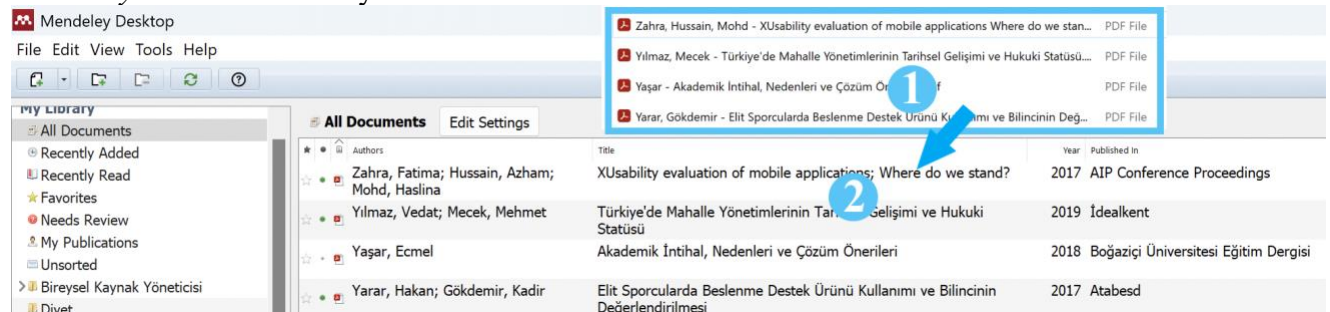 Mendeley Desktop
File Edit View Tools Help
Zahra, Hussain, Mohd - XUsability evaluation of mobile applications Where do we stan... PDF File
Yılmaz, Mecek - Türkiye'de Mahalle Yönetimlerinin Tarihsel Gelişimi ve Hukuki Statüsü.... PDF File
Yaşar - Akademik İntihal, Nedenleri ve Çözüm PDF File
Yarar, Gökdemir - Elit Sporcularda Beslenme Destek Ürünü Kullanımı ve Bilincinin Değ... PDF File
1
2
My Library
All Documents
Recently Added
Recently Read
Favorites
Needs Review
My Publications
Unsorted
Bireysel Kaynak Yöneticisi
Divet
All Documents Edit Settings
Authors Title Year Published In
Zahra, Fatima; Hussain, Azham; XUsability evaluation of mobile applications; Where do we stand? 2017 AIP Conference Proceedings
Mohd, Haslina
Yılmaz, Vedat; Mecek, Mehmet Türkiye'de Mahalle Yönetimlerinin Gelişimi ve Hukuki 2019 İdealkent
Statüsü
Yaşar, Ecmel Akademik İntihal, Nedenleri ve Çözüm Önerileri 2018 Boğaziçi Üniversitesi Eğitim Dergisi
Yarar, Hakan; Gökdemir, Kadir Elit Sporcularda Beslenme Destek Ürünü Kullanımı ve Bilincinin 2017 Atabesd
Değerlendirilmesi